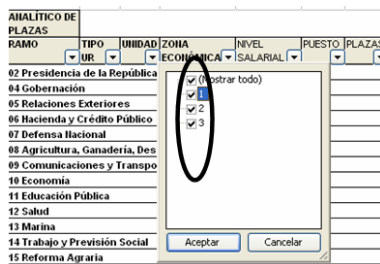 ANALÍTICO DE
PLAZAS
RAMO TIPO UNIDAD ZONA NIVEL PUESTO PLAZAS
UR ECONÓMICA SALARIAL
02 Presidencia de la República
04 Gobernación
05 Relaciones Exteriores
06 Hacienda y Crédito Público
07 Defensa Nacional
08 Agricultura, Ganadería, Des
09 Comunicaciones y Transpo
10 Economía
11 Educación Pública
12 Salud
13 Marina
14 Trabajo y Previsión Social
15 Reforma Agraria
(Mostrar todo)
1
2
3
Aceptar Cancelar